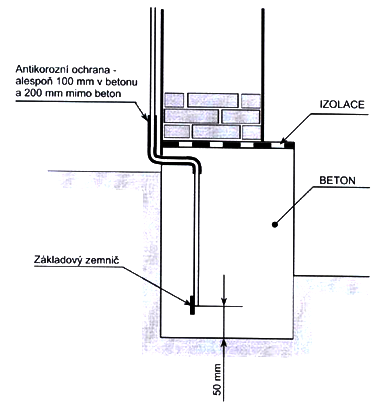 Antikorozní ochrana -
alespoň 100 mm v betonu
a 200 mm mimo beton
IZOLACE
BETON
Základový zemnič
50 mm